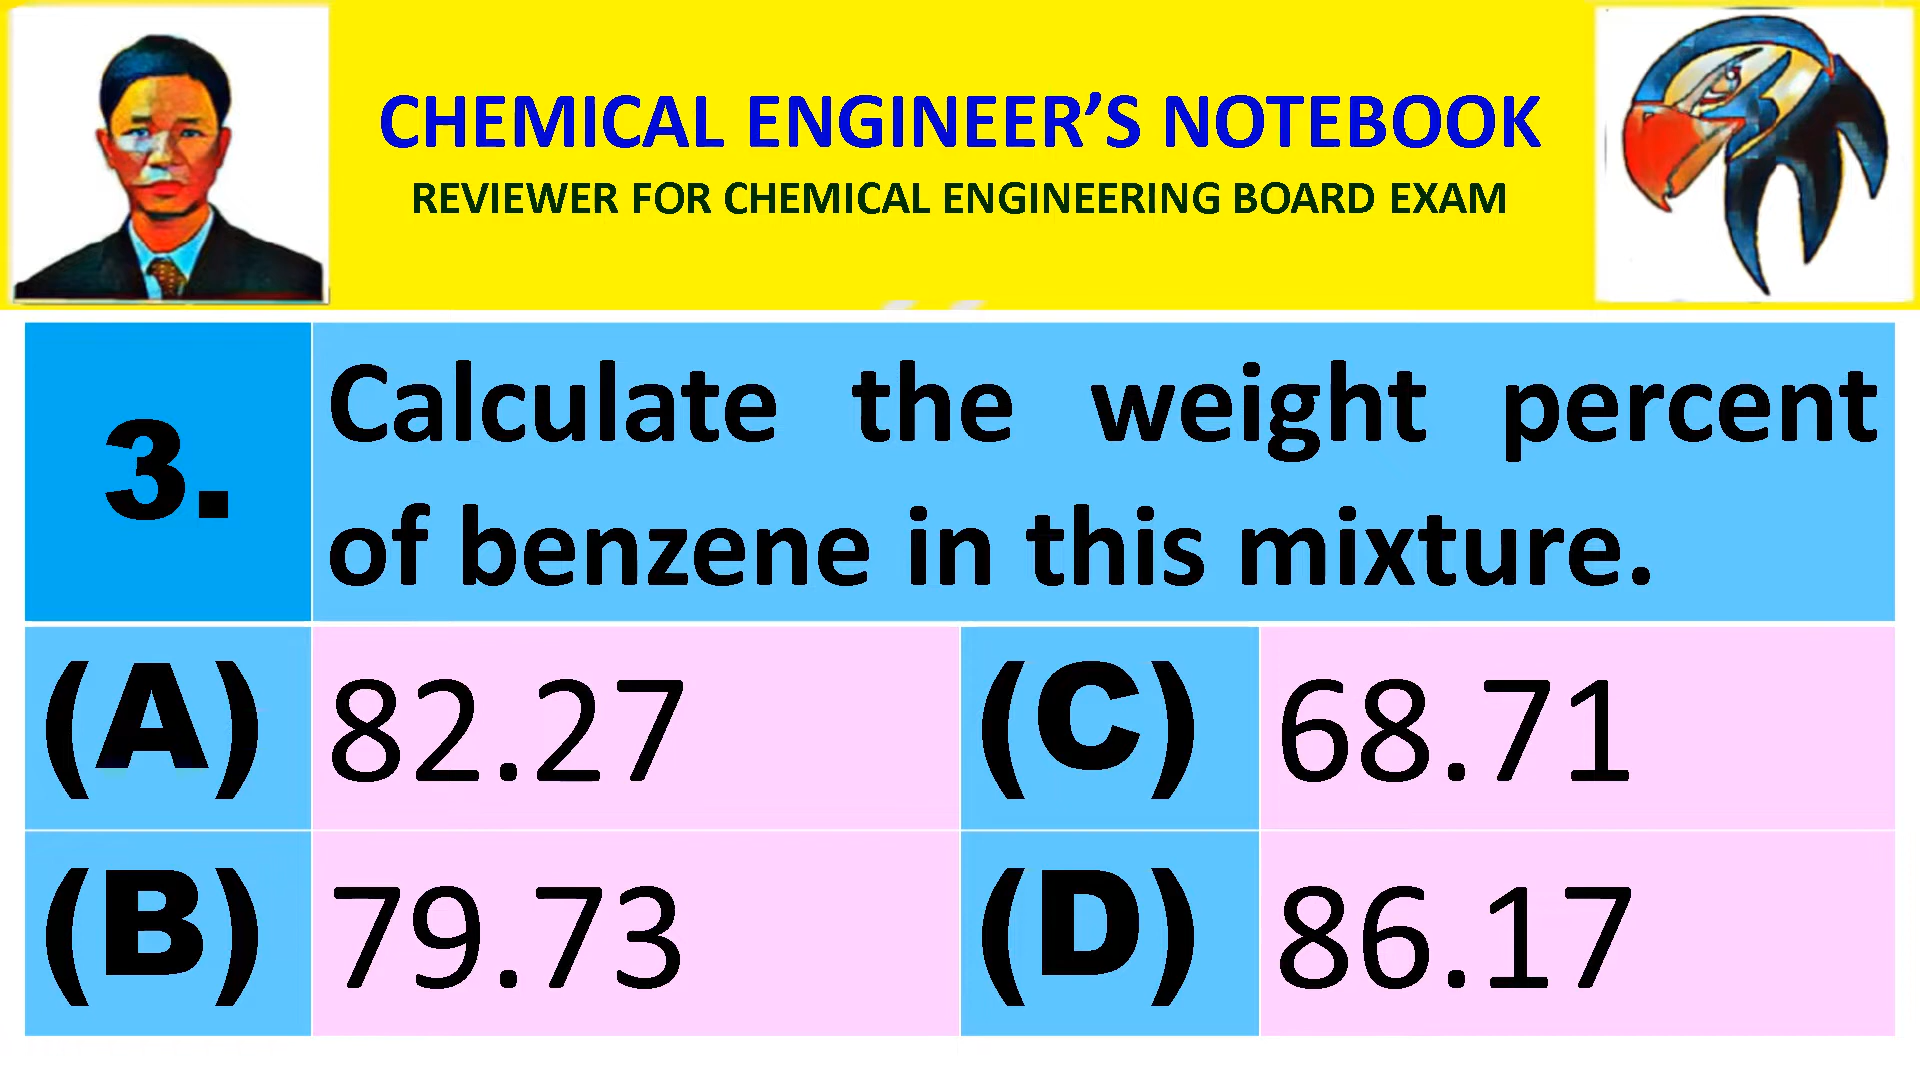 CHEMICAL ENGINEER’S NOTEBOOK
REVIEWER FOR CHEMICAL ENGINEERING BOARD EXAM
3.
Calculate the weight percent
of benzene in this mixture.
(A) 82.27 (C) 68.71
(B) 79.73 (D) 86.17